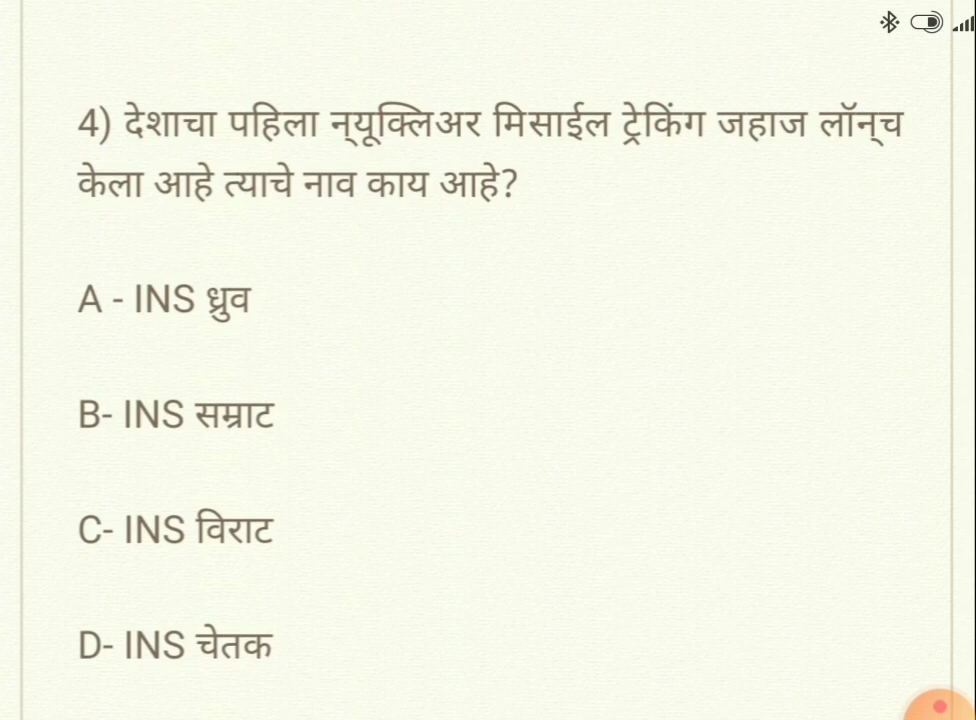 4) देशाचा पहिला न्‌यूक्लिअर मिसाईल ट्रेकिंग जहाज लॉन्‌च
केला आहे त्याचे नाव काय आहे?
A - INS ध्रुव
B- INS सम्राट
C- INS विराट
D- INS चेतक